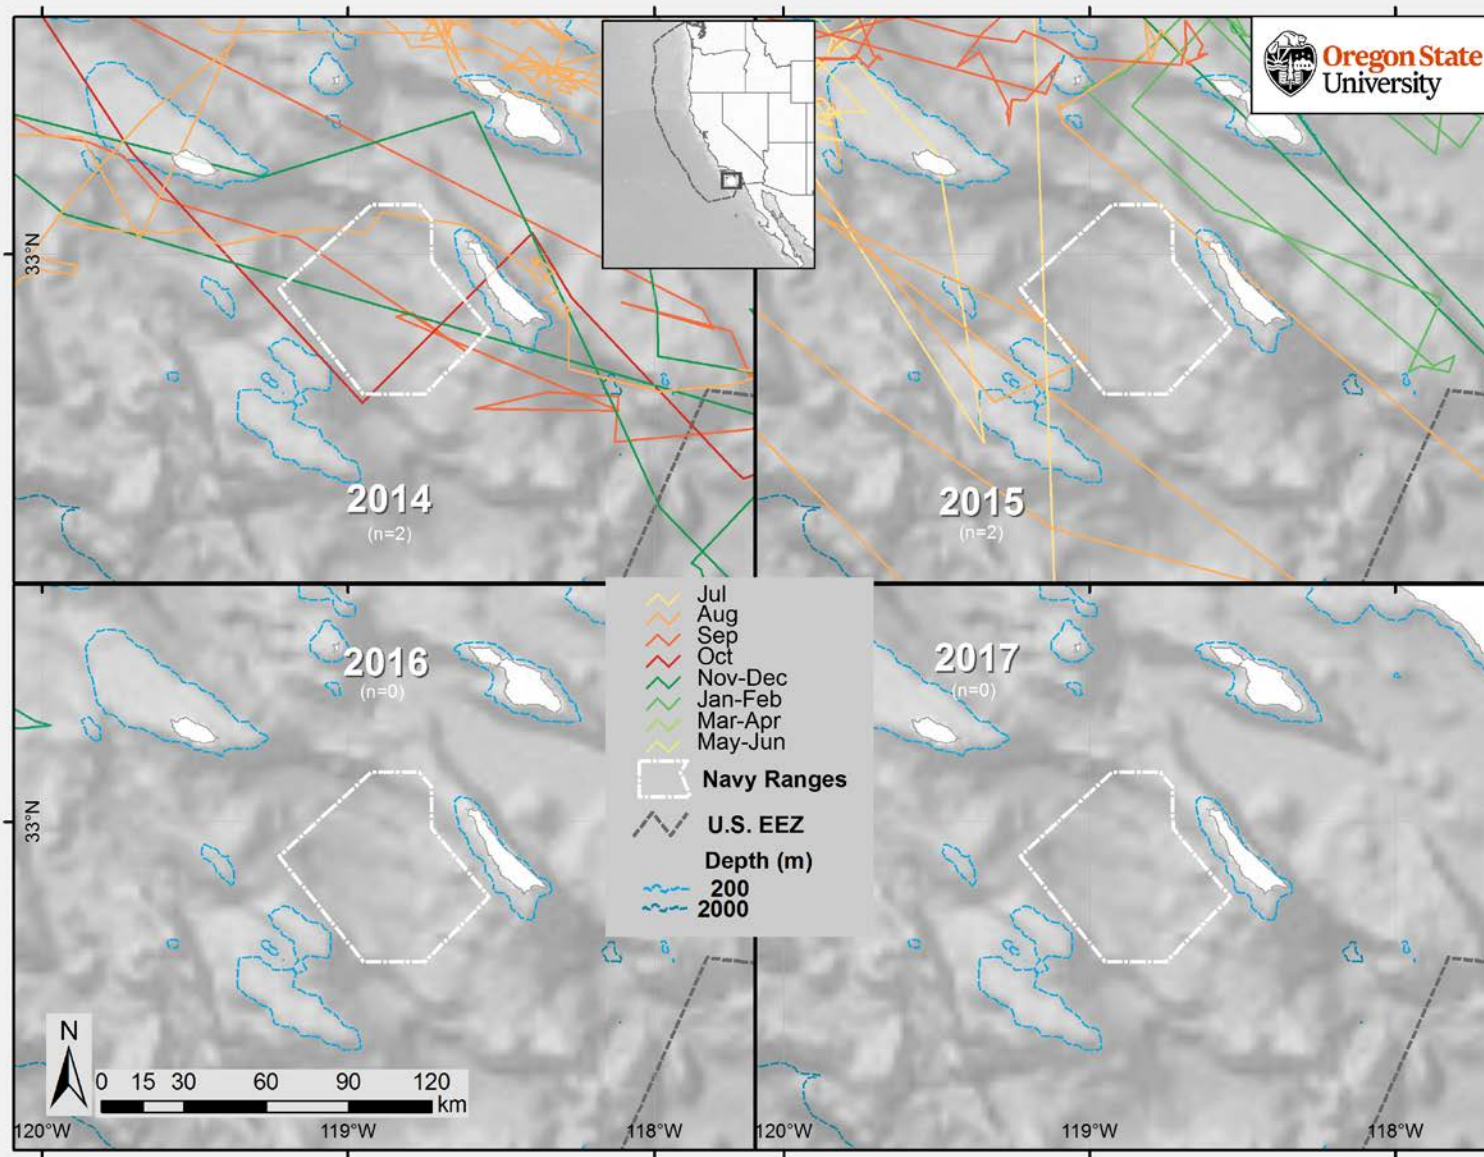 Oregon State
University
33°N
2014
(n=2)
2015
(n=2)
2016
(n=0)
2017
(n=0)
Jul
Aug
Sep
Oct
Nov-Dec
Jan-Feb
Mar-Apr
May-Jun
Navy Ranges
U.S. EEZ
Depth (m)
200
2000
33°N
N
0 15 30 60 90 120
km
120°W 119°W 118°W 120°W 119°W 118°W